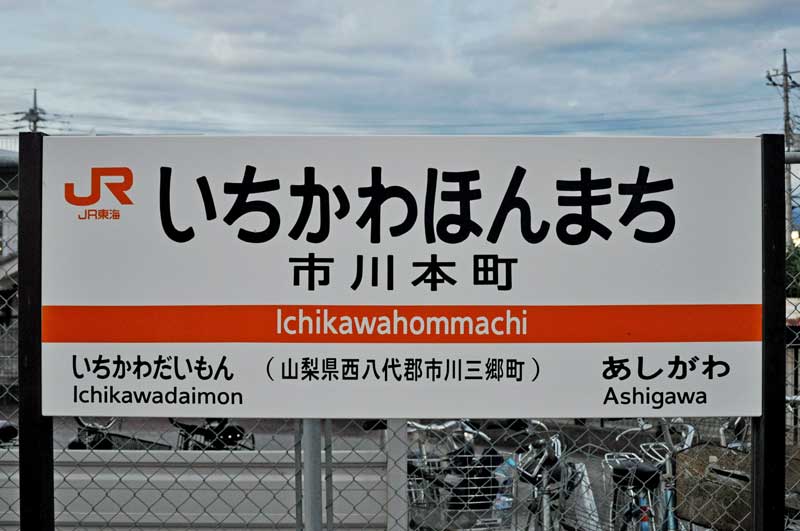 JR
JR東海
いちかわほんまち
市川本町
Ichikawahommachi
いちかわだいもん
Ichikawadaimon
（山梨県西八代郡市川三郷町）
あしがわ
Ashigawa